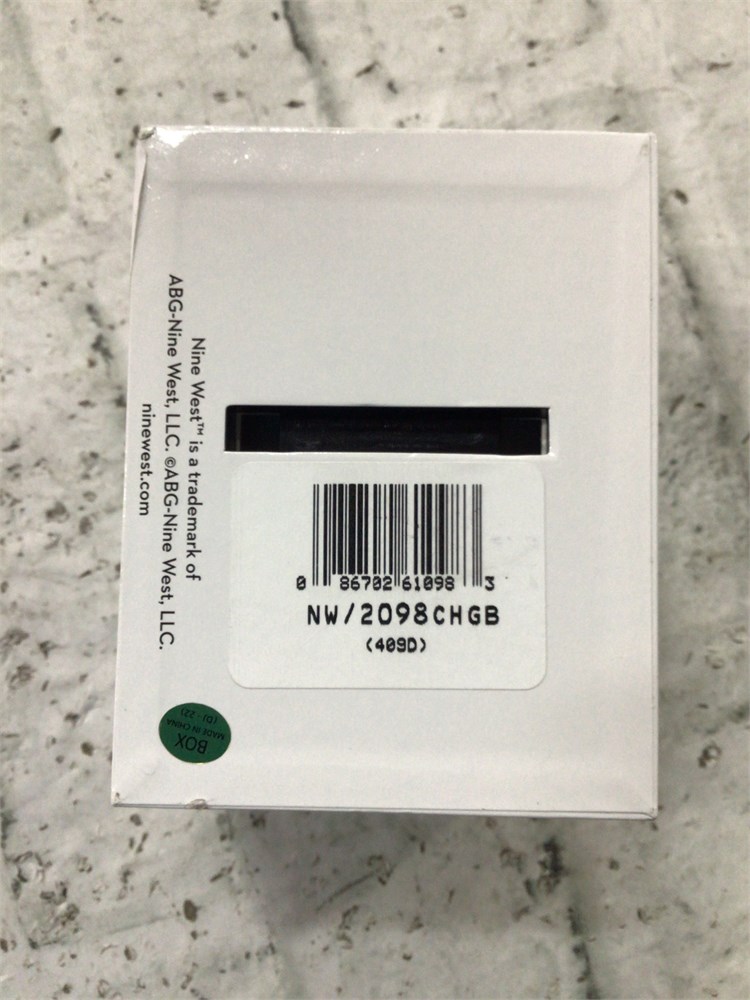 Nine West™ is a trademark of
ABG-Nine West, LLC. ©ABG-Nine West, LLC.
ninewest.com
0 86702 61098 3
NW/2098CHGB
(409D)
BOX
MADE IN CHINA
(DJ - 22)